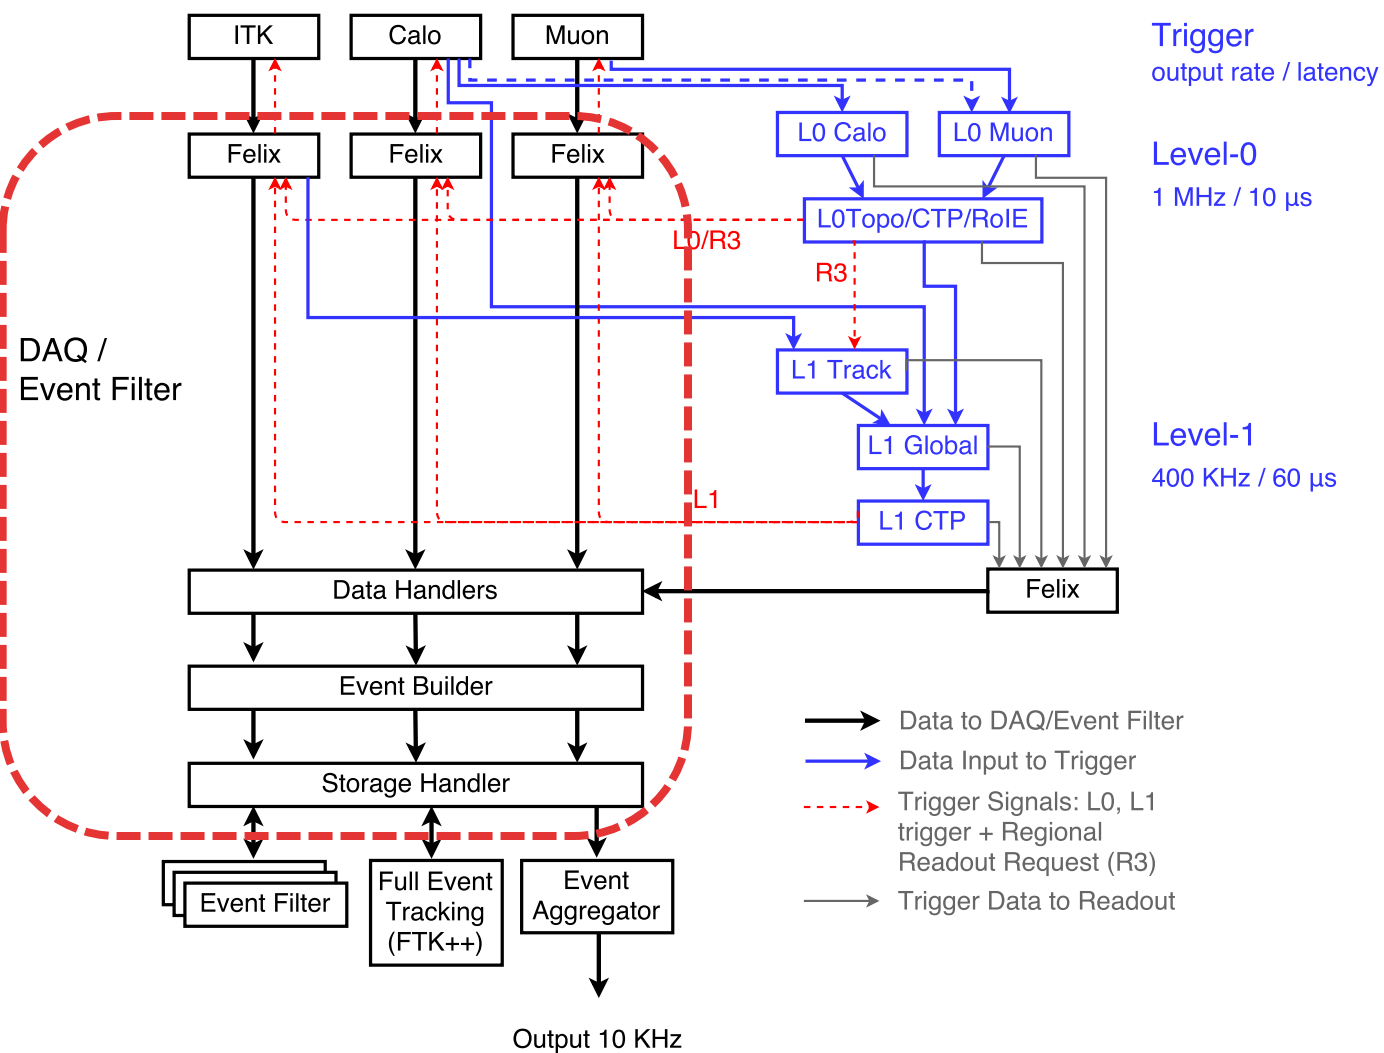 ITK
Calo
Muon
Trigger
output rate / latency
Felix
Felix
Felix
L0 Calo
L0 Muon
Level-0
1 MHz / 10 μs
L0Topo/CTP/RoIE
L0/R3
R3
DAQ /
Event Filter
L1 Track
Level-1
400 KHz / 60 μs
L1 Global
L1
L1 CTP
Data Handlers
Felix
Event Builder
Storage Handler
Data to DAQ/Event Filter
Data Input to Trigger
Trigger Signals: L0, L1
trigger + Regional
Readout Request (R3)
Trigger Data to Readout
Event Filter
Full Event
Tracking
(FTK++)
Event
Aggregator
Output 10 KHz